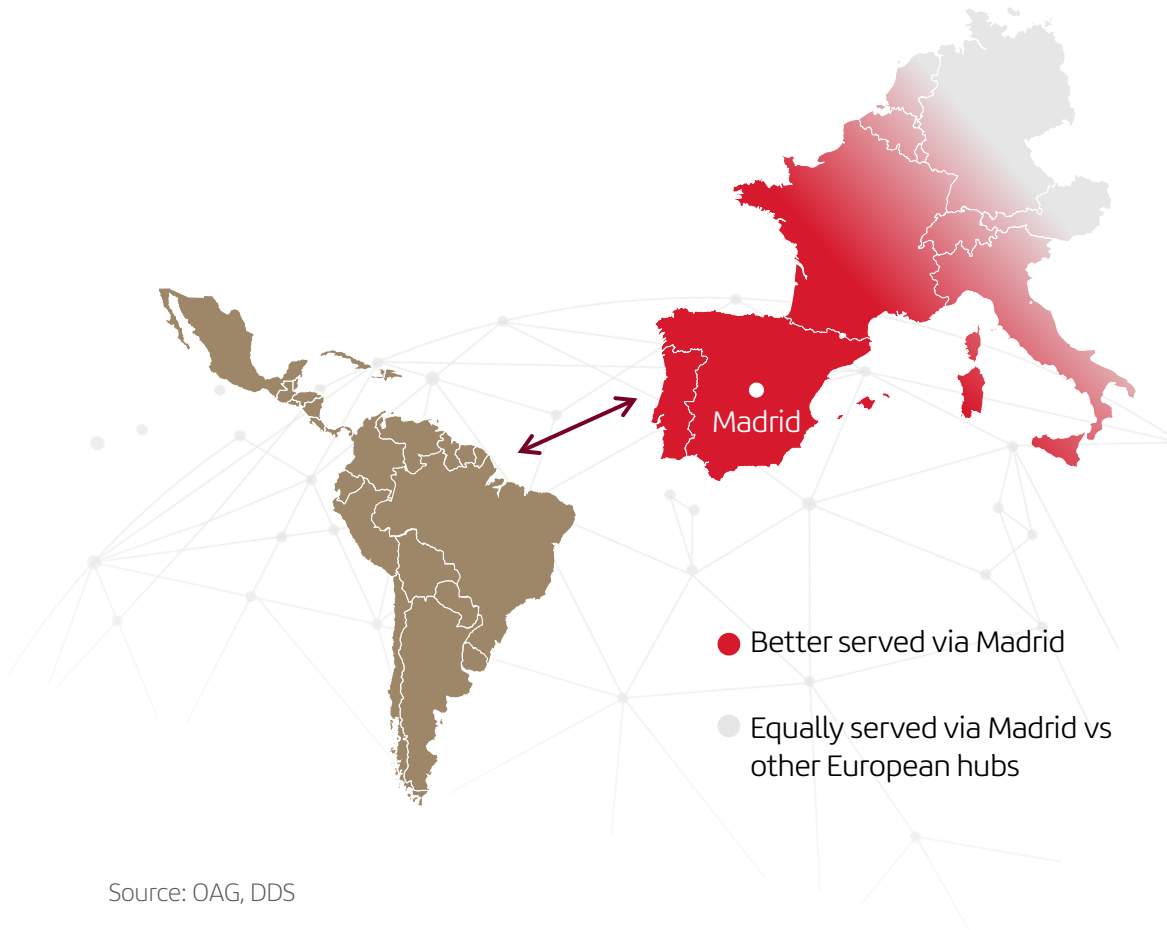 Madrid
Better served via Madrid
Equally served via Madrid vs
other European hubs
Source: OAG, DDS